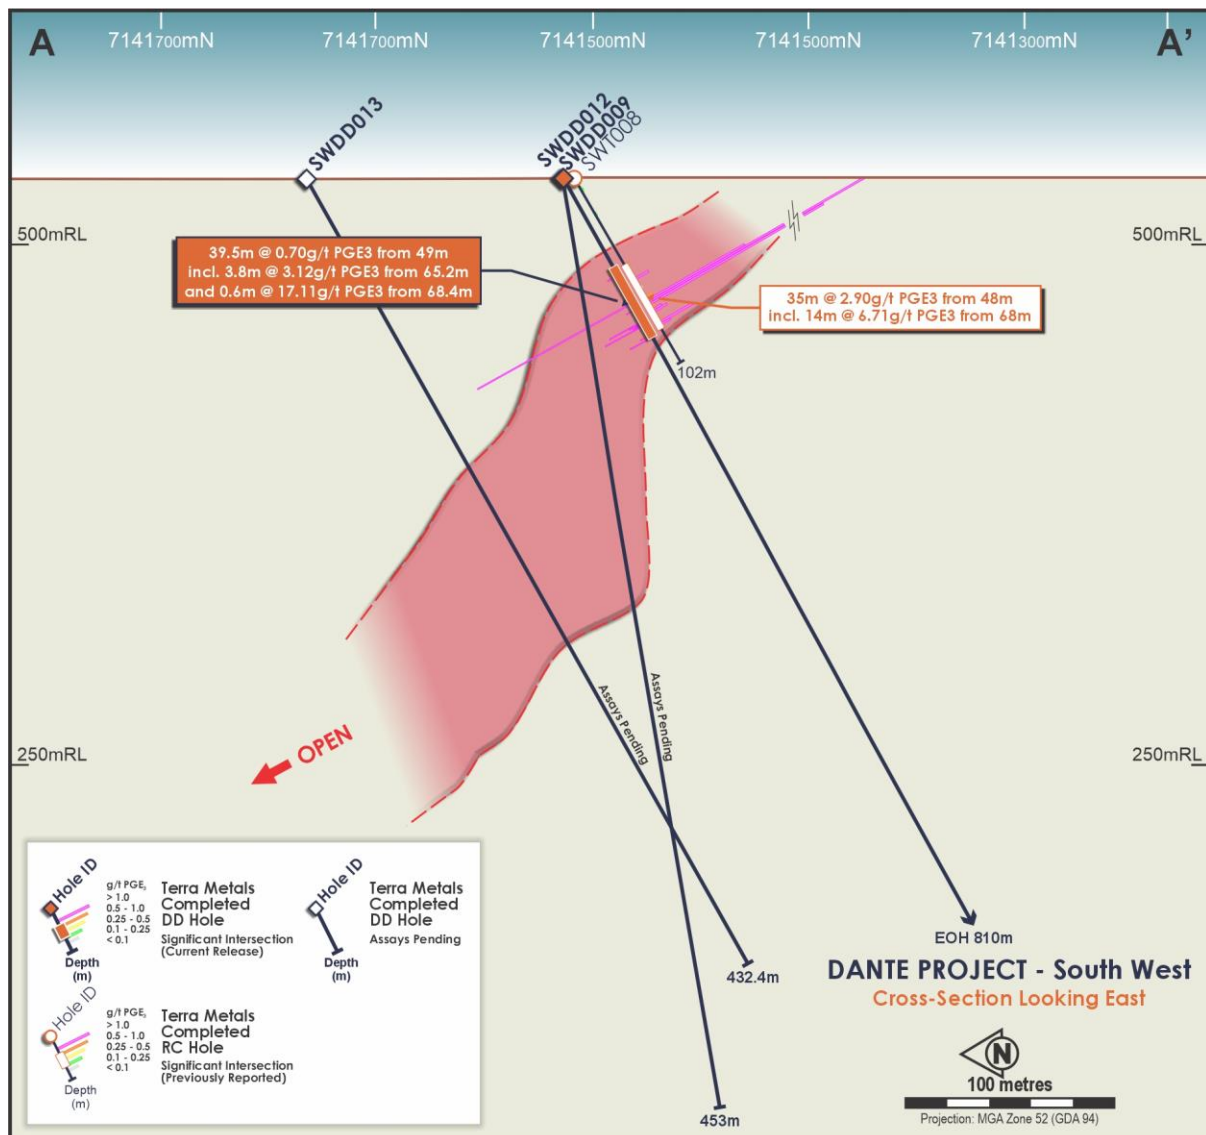 A
7141700mN
7141700mN
7141500mN
7141500mN
7141300mN
A'
SWDD013
SWDD012
SWDD009
SWT008
500mRL
500mRL
39.5m @ 0.70g/t PGE3 from 49m
incl. 3.8m @ 3.12g/t PGE3 from 65.2m
and 0.6m @ 17.11g/t PGE3 from 68.4m
35m @ 2.90g/t PGE3 from 48m
incl. 14m @ 6.71g/t PGE3 from 68m
102m
Assays Pending
Assays Pending
OPEN
250mRL
250mRL
Hole ID
g/t PGE3
> 1.0
0.5 - 1.0
0.25 - 0.5
0.1 - 0.25
< 0.1
Depth
(m)
Terra Metals
Completed
DD Hole
Significant Intersection
(Current Release)
Hole ID
Depth
(m)
Terra Metals
Completed
DD Hole
Assays Pending
Hole ID
g/t PGE3
> 1.0
0.5 - 1.0
0.25 - 0.5
0.1 - 0.25
< 0.1
Depth
(m)
Terra Metals
Completed
RC Hole
Significant Intersection
(Previously Reported)
EOH 810m
432.4m
453m
DANTE PROJECT - South West
Cross-Section Looking East
N
100 metres
Projection: MGA Zone 52 (GDA 94)